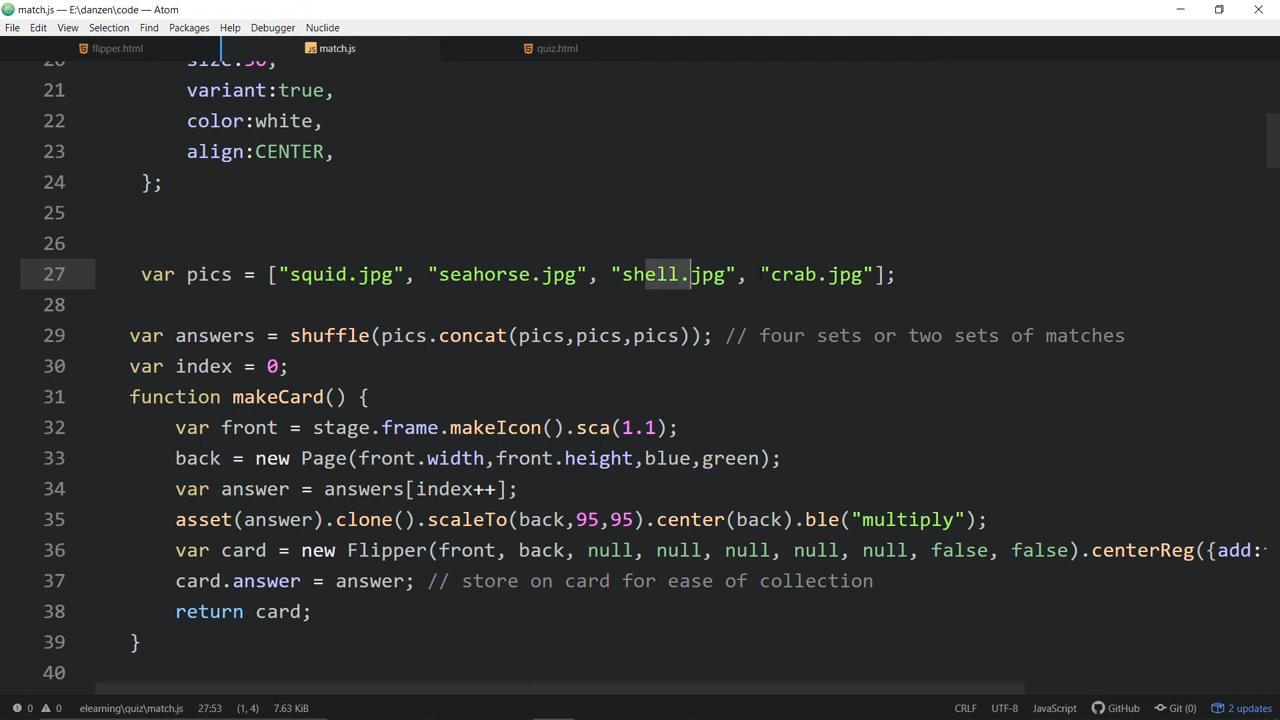 match.js — E:\danzen\code — Atom
File Edit View Selection Find Packages Help Debugger Nuclide
flipper.html match.js quiz.html
20 size:50,
21 variant:true,
22 color:white,
23 align:CENTER,
24 };
25
26
27 var pics = ["squid.jpg", "seahorse.jpg", "shell.jpg", "crab.jpg"];
28
29 var answers = shuffle(pics.concat(pics,pics,pics)); // four sets or two sets of matches
30 var index = 0;
31 function makeCard() {
32 var front = stage.frame.makeIcon().sca(1.1);
33 back = new Page(front.width,front.height,blue,green);
34 var answer = answers[index++];
35 asset(answer).clone().scaleTo(back,95,95).center(back).ble("multiply");
36 var card = new Flipper(front, back, null, null, null, null, null, false, false).centerReg({add:
37 card.answer = answer; // store on card for ease of collection
38 return card;
39 }
40
0 0 elearning\quiz\match.js 27:53 (1, 4) 7.63 KiB CRLF UTF-8 JavaScript GitHub Git (0) 2 updates